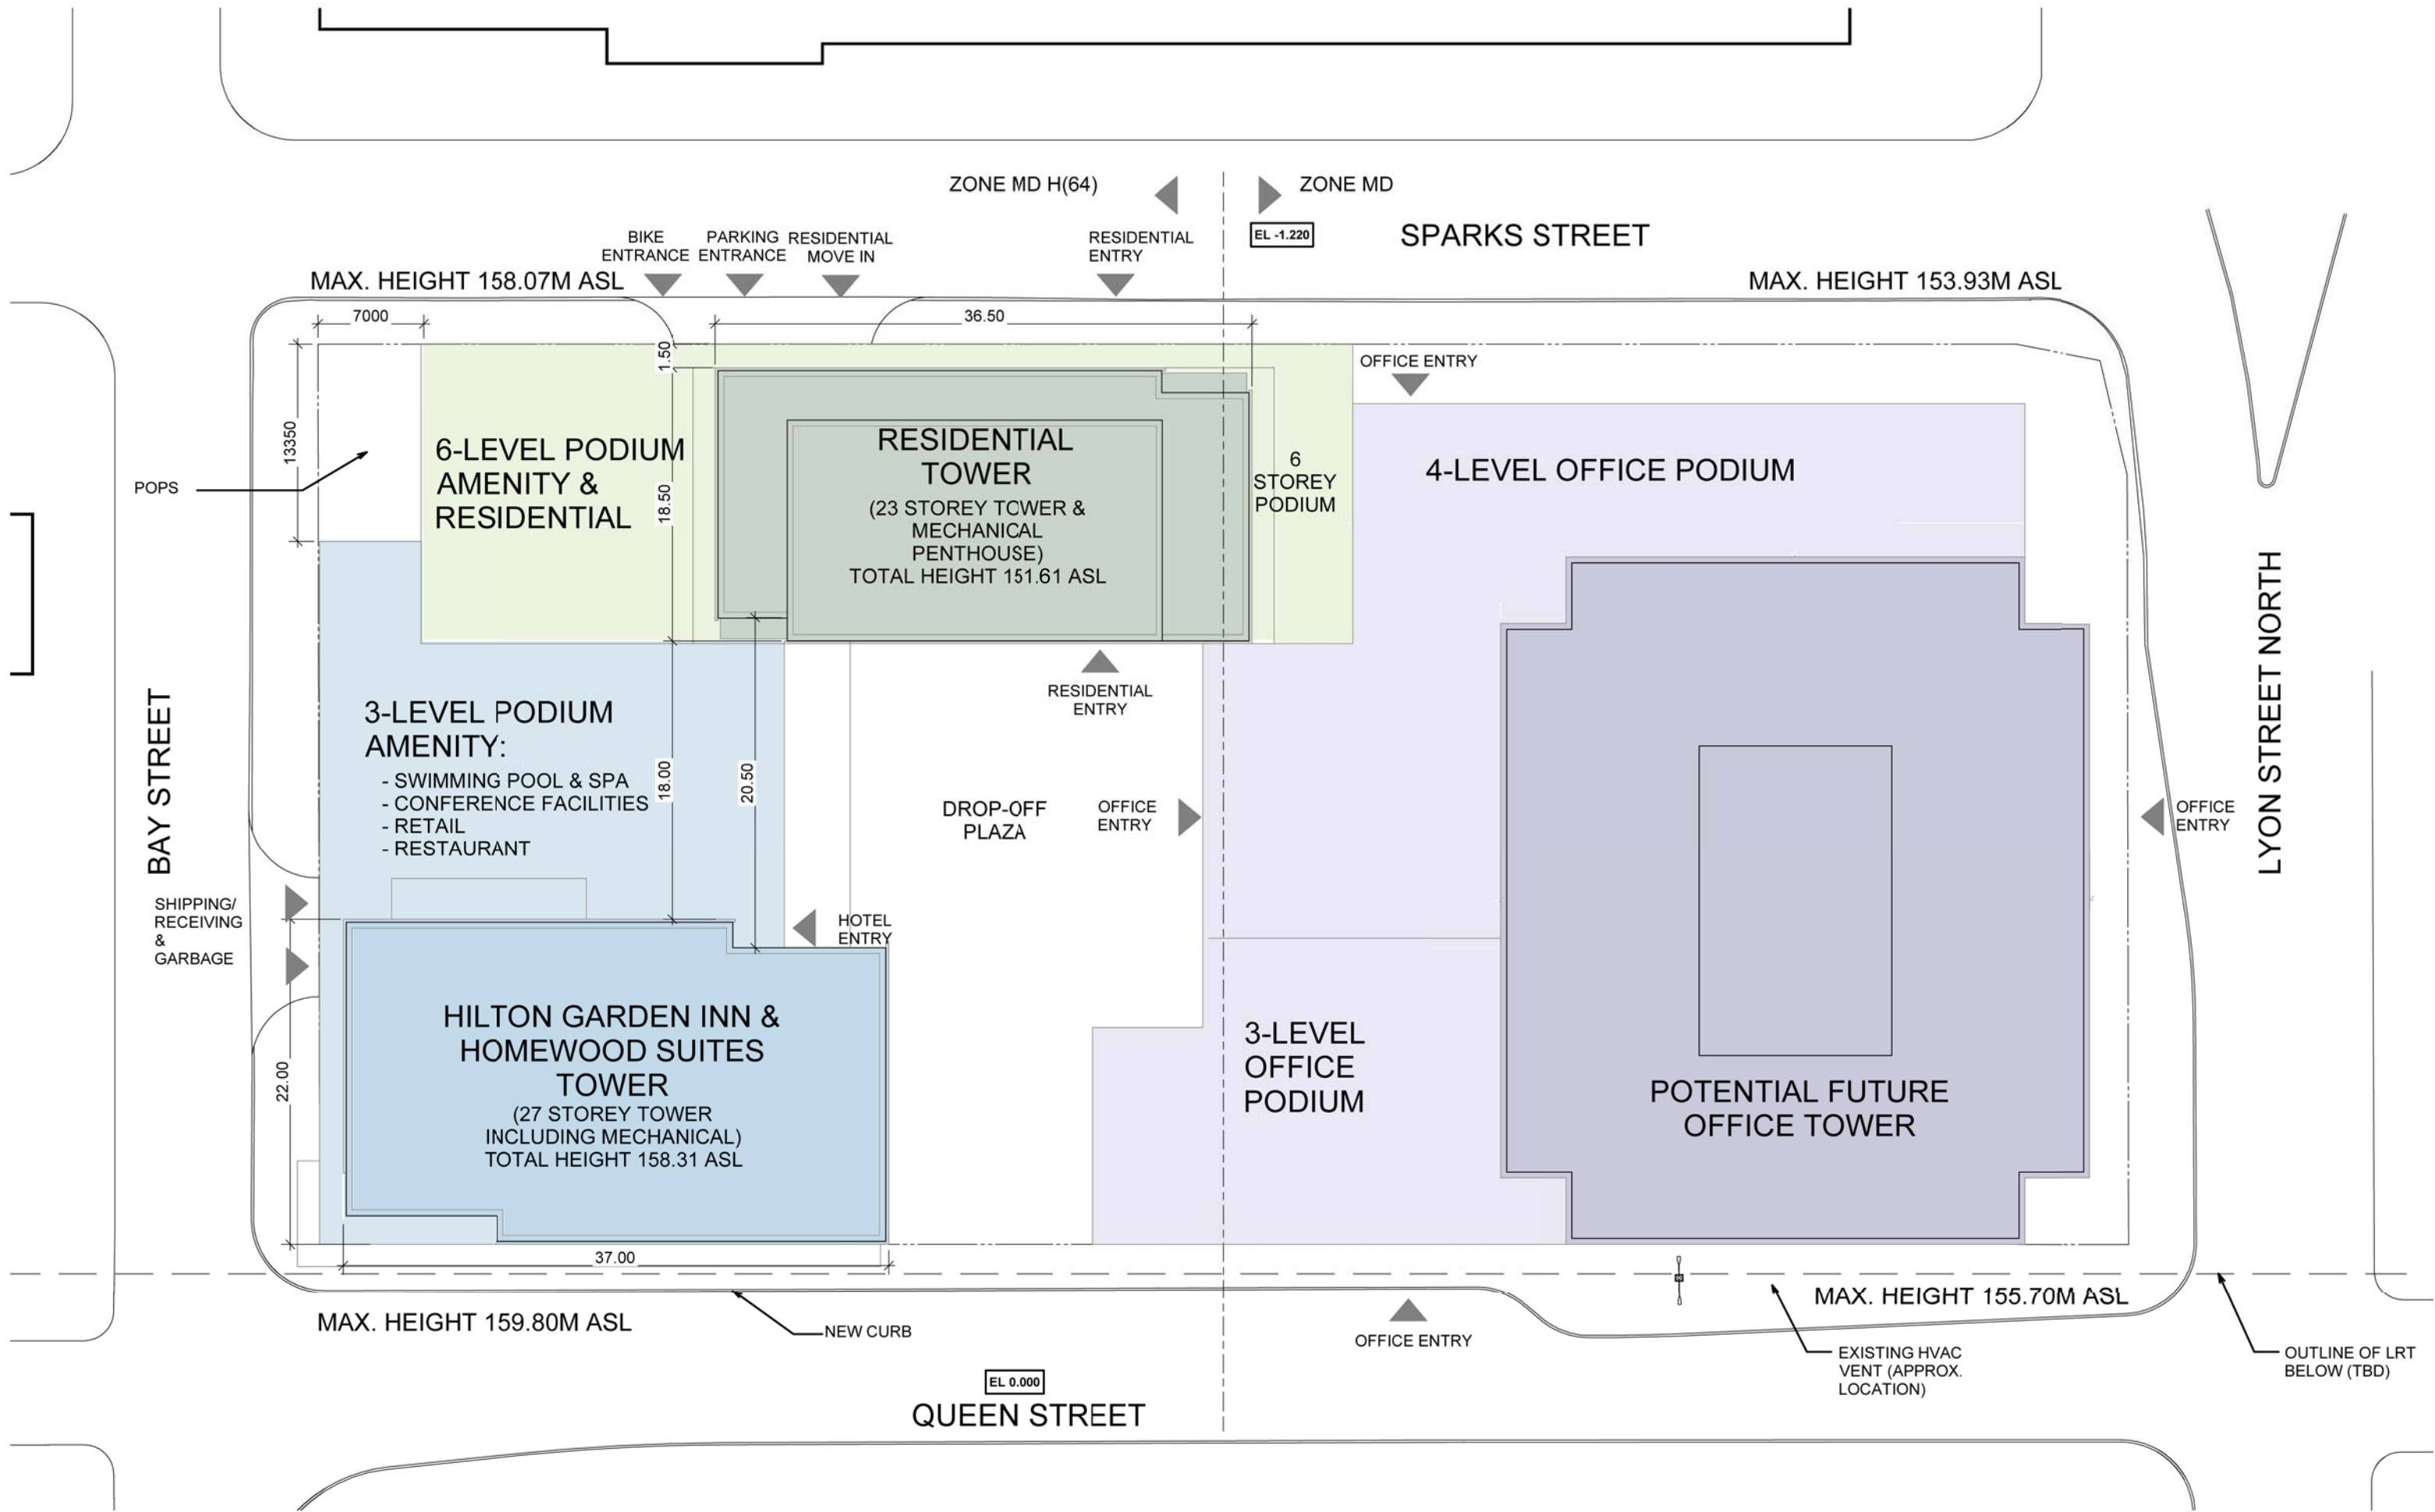 ZONE MD H(64)
ZONE MD
EL -1.220
SPARKS STREET
BIKE
ENTRANCE
PARKING
ENTRANCE
RESIDENTIAL
MOVE IN
RESIDENTIAL
ENTRY
MAX. HEIGHT 158.07M ASL
MAX. HEIGHT 153.93M ASL
7000
36.50
1.50
13350
18.50
OFFICE ENTRY
POPS
6-LEVEL PODIUM
AMENITY &
RESIDENTIAL
RESIDENTIAL
TOWER
(23 STOREY TOWER &
MECHANICAL
PENTHOUSE)
TOTAL HEIGHT 151.61 ASL
6
STOREY
PODIUM
4-LEVEL OFFICE PODIUM
LYON STREET NORTH
BAY STREET
3-LEVEL PODIUM
AMENITY:
- SWIMMING POOL & SPA
- CONFERENCE FACILITIES
- RETAIL
- RESTAURANT
18.00
20.50
RESIDENTIAL
ENTRY
DROP-OFF
PLAZA
OFFICE
ENTRY
OFFICE
ENTRY
SHIPPING/
RECEIVING
&
GARBAGE
HOTEL
ENTRY
22.00
HILTON GARDEN INN &
HOMEWOOD SUITES
TOWER
(27 STOREY TOWER
INCLUDING MECHANICAL)
TOTAL HEIGHT 158.31 ASL
3-LEVEL
OFFICE
PODIUM
POTENTIAL FUTURE
OFFICE TOWER
37.00
MAX. HEIGHT 159.80M ASL
NEW CURB
OFFICE ENTRY
MAX. HEIGHT 155.70M ASL
EXISTING HVAC
VENT (APPROX.
LOCATION)
OUTLINE OF LRT
BELOW (TBD)
EL 0.000
QUEEN STREET